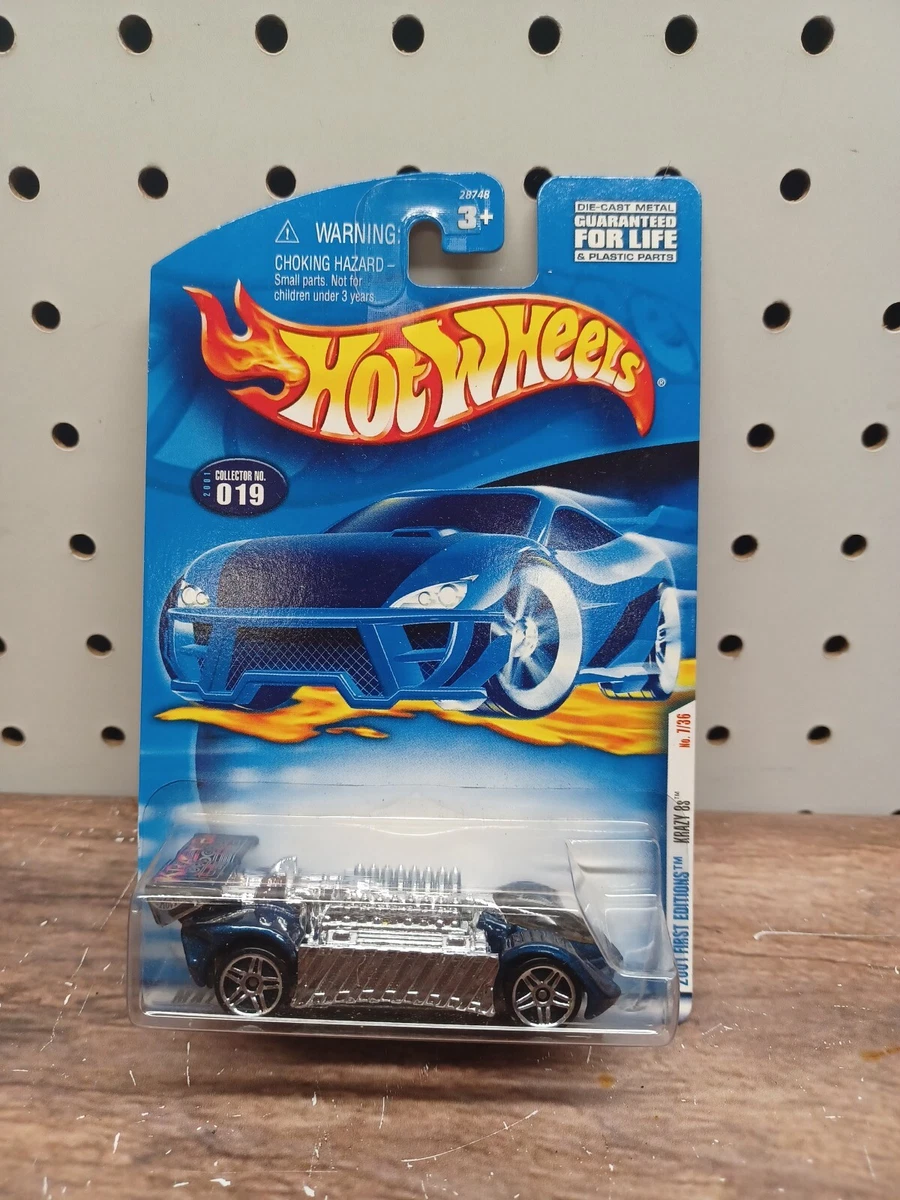 28748
3+
⚠ WARNING:
CHOKING HAZARD –
Small parts. Not for
children under 3 years.
DIE-CAST METAL
GUARANTEED
FOR LIFE
& PLASTIC PARTS
HOT WHEELS®
2001
COLLECTOR NO.
019
2001 FIRST EDITIONS™ KRAZY 8s™ No. 7/36